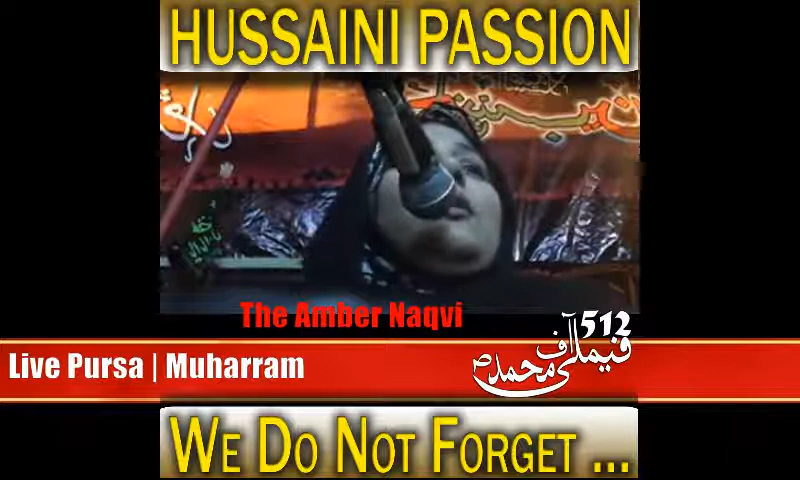 HUSSAINI PASSION
The Amber Naqvi
512
فیملی آف محمدؐ
Live Pursa | Muharram
WE DO NOT FORGET ...